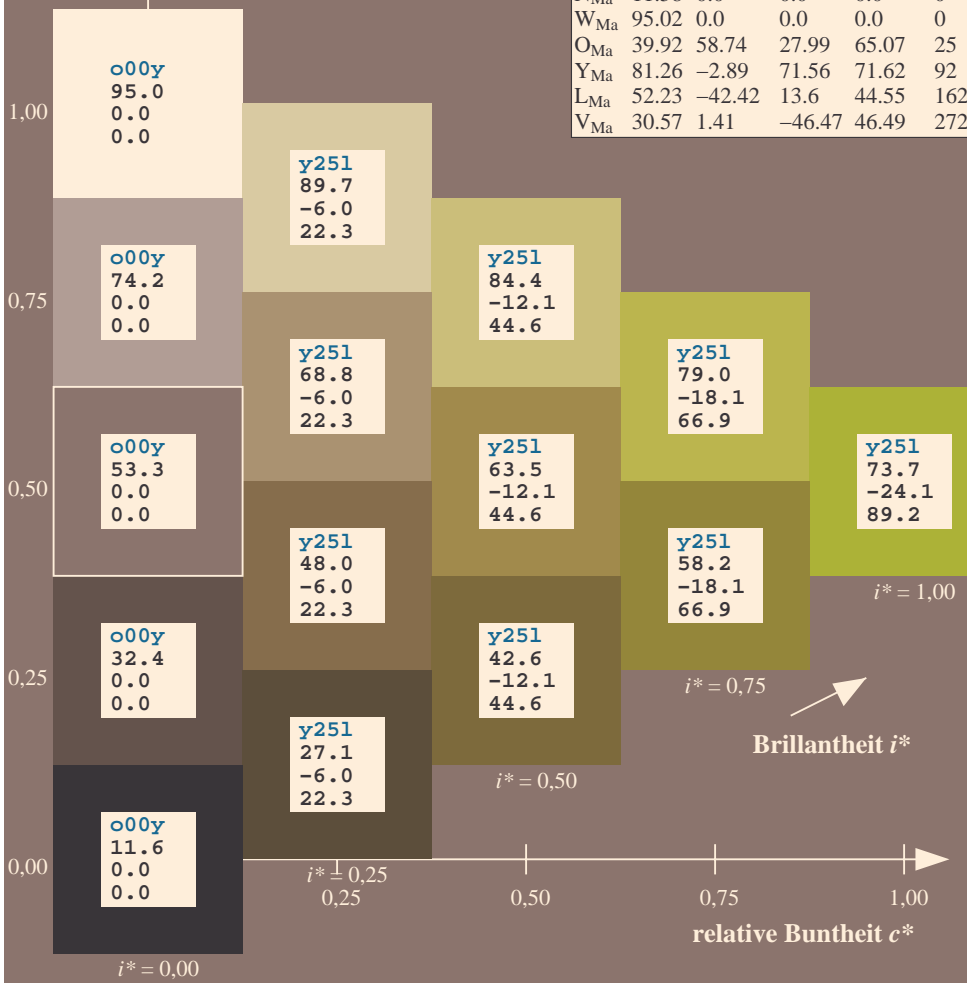 W_Ma 95.02 0.0 0.0 0.0 0
O_Ma 39.92 58.74 27.99 65.07 25
Y_Ma 81.26 −2.89 71.56 71.62 92
L_Ma 52.23 −42.42 13.6 44.55 162
V_Ma 30.57 1.41 −46.47 46.49 272
1,00
0,75
0,50
0,25
0,00
o00y
95.0
0.0
0.0
o00y
74.2
0.0
0.0
o00y
53.3
0.0
0.0
o00y
32.4
0.0
0.0
o00y
11.6
0.0
0.0
i* = 0,00
y25l
89.7
-6.0
22.3
y25l
68.8
-6.0
22.3
y25l
48.0
-6.0
22.3
y25l
27.1
-6.0
22.3
i* = 0,25
y25l
84.4
-12.1
44.6
y25l
63.5
-12.1
44.6
y25l
42.6
-12.1
44.6
i* = 0,50
y25l
79.0
-18.1
66.9
y25l
58.2
-18.1
66.9
i* = 0,75
y25l
73.7
-24.1
89.2
i* = 1,00
Brillantheit i*
0,25 0,50 0,75 1,00
relative Buntheit c*